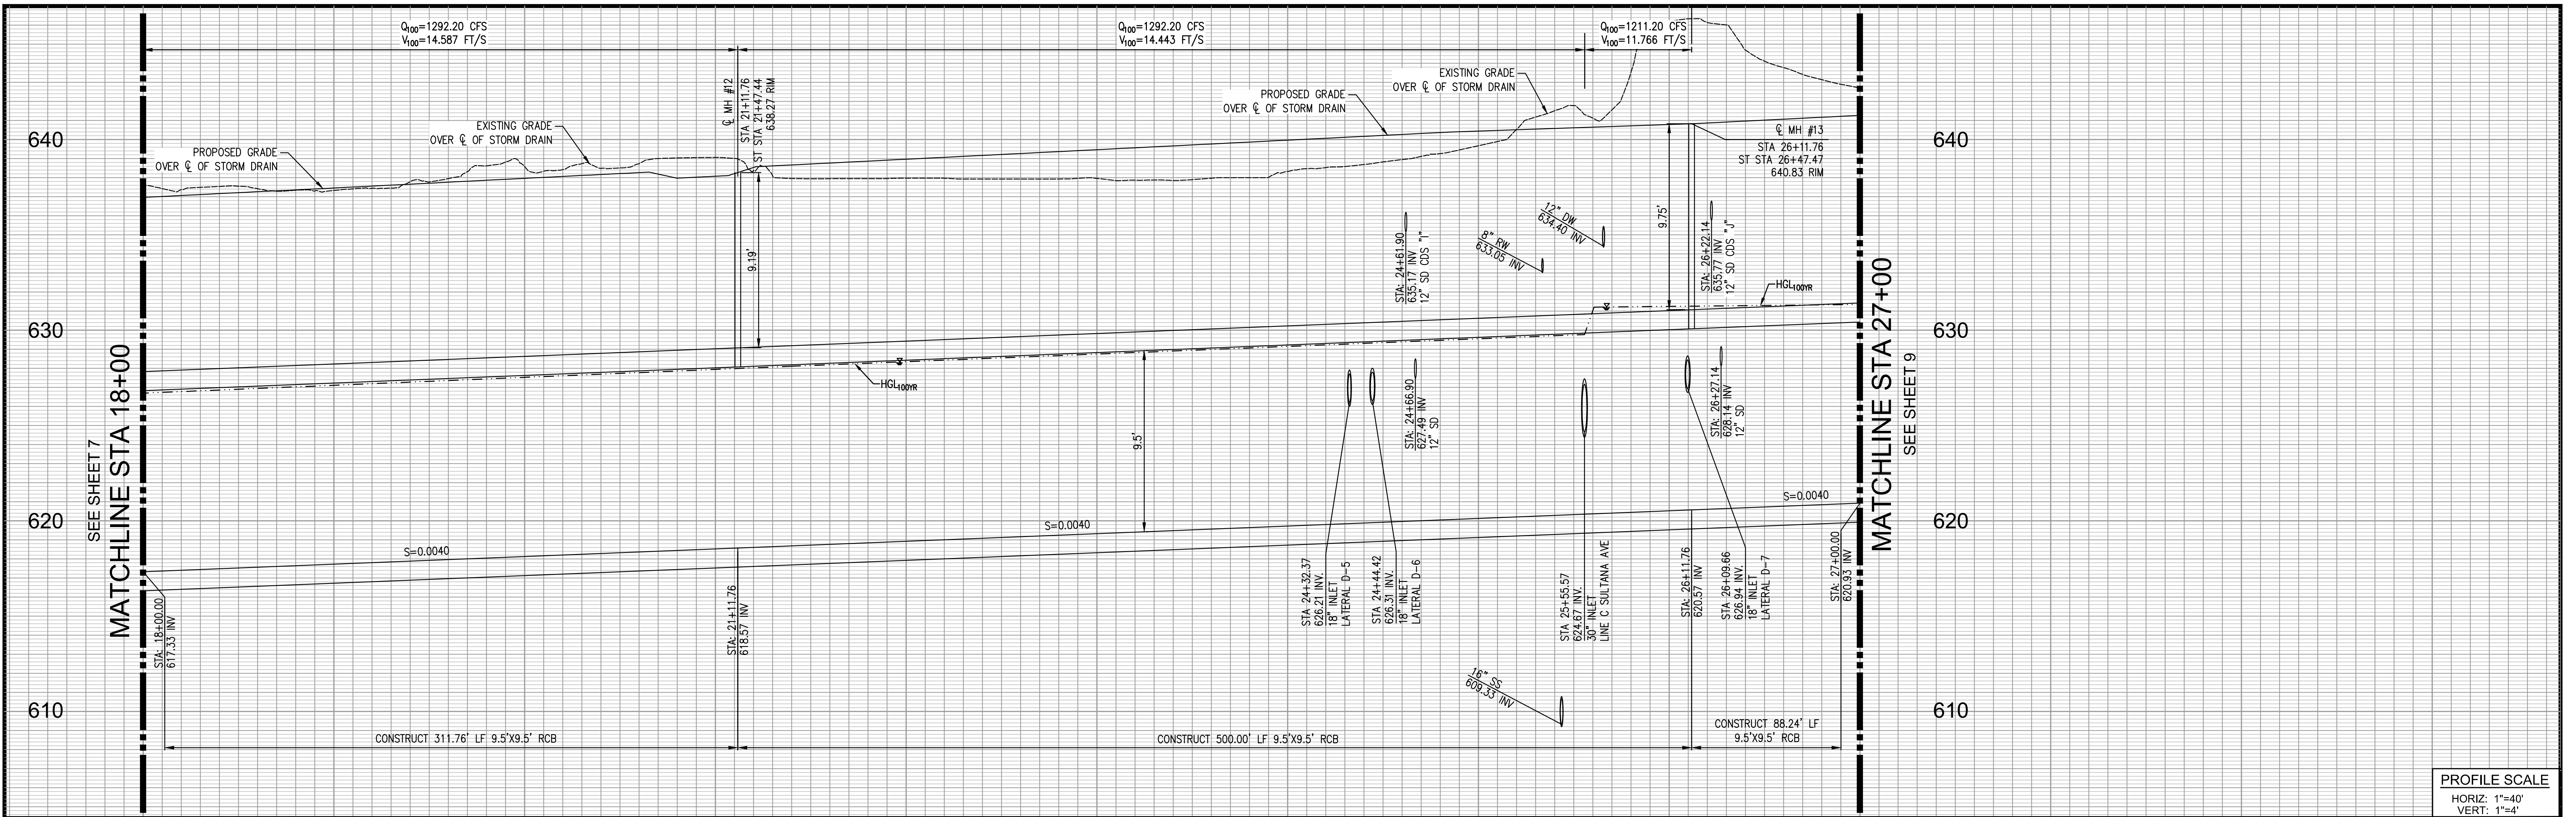 Q100=1292.20 CFS
V100=14.587 FT/S
Q100=1292.20 CFS
V100=14.443 FT/S
Q100=1211.20 CFS
V100=11.766 FT/S
℄ MH #12
STA 21+11.76
ST STA 21+47.44
638.27 RIM
EXISTING GRADE
OVER ℄ OF STORM DRAIN
PROPOSED GRADE
OVER ℄ OF STORM DRAIN
EXISTING GRADE
OVER ℄ OF STORM DRAIN
PROPOSED GRADE
OVER ℄ OF STORM DRAIN
℄ MH #13
STA 26+11.76
ST STA 26+47.47
640.83 RIM
640
640
630
630
620
620
610
610
SEE SHEET 7
MATCHLINE STA 18+00
MATCHLINE STA 27+00
SEE SHEET 9
9.19'
9.75'
9.5'
STA: 24+61.90
635.17 INV
12" SD CDS "I"
8" RW
633.05 INV
12" DW
634.40 INV
STA: 26+22.14
635.77 INV
12" SD CDS "J"
HGL100YR
HGL100YR
STA: 24+66.90
627.49 INV
12" SD
STA: 26+27.14
628.14 INV
12" SD
S=0.0040
S=0.0040
S=0.0040
STA: 18+00.00
617.33 INV
STA: 21+11.76
618.57 INV
STA 24+32.37
626.21 INV.
18" INLET
LATERAL D-5
STA 24+44.42
626.31 INV.
18" INLET
LATERAL D-6
STA 25+55.57
624.67 INV.
30" INLET
LINE C SULTANA AVE
STA: 26+11.76
620.57 INV
STA 26+09.66
626.94 INV.
18" INLET
LATERAL D-7
STA: 27+00.00
620.93 INV
16" SS
609.33 INV
CONSTRUCT 311.76' LF 9.5'X9.5' RCB
CONSTRUCT 500.00' LF 9.5'X9.5' RCB
CONSTRUCT 88.24' LF
9.5'X9.5' RCB
PROFILE SCALE
HORIZ: 1"=40'
VERT: 1"=4'